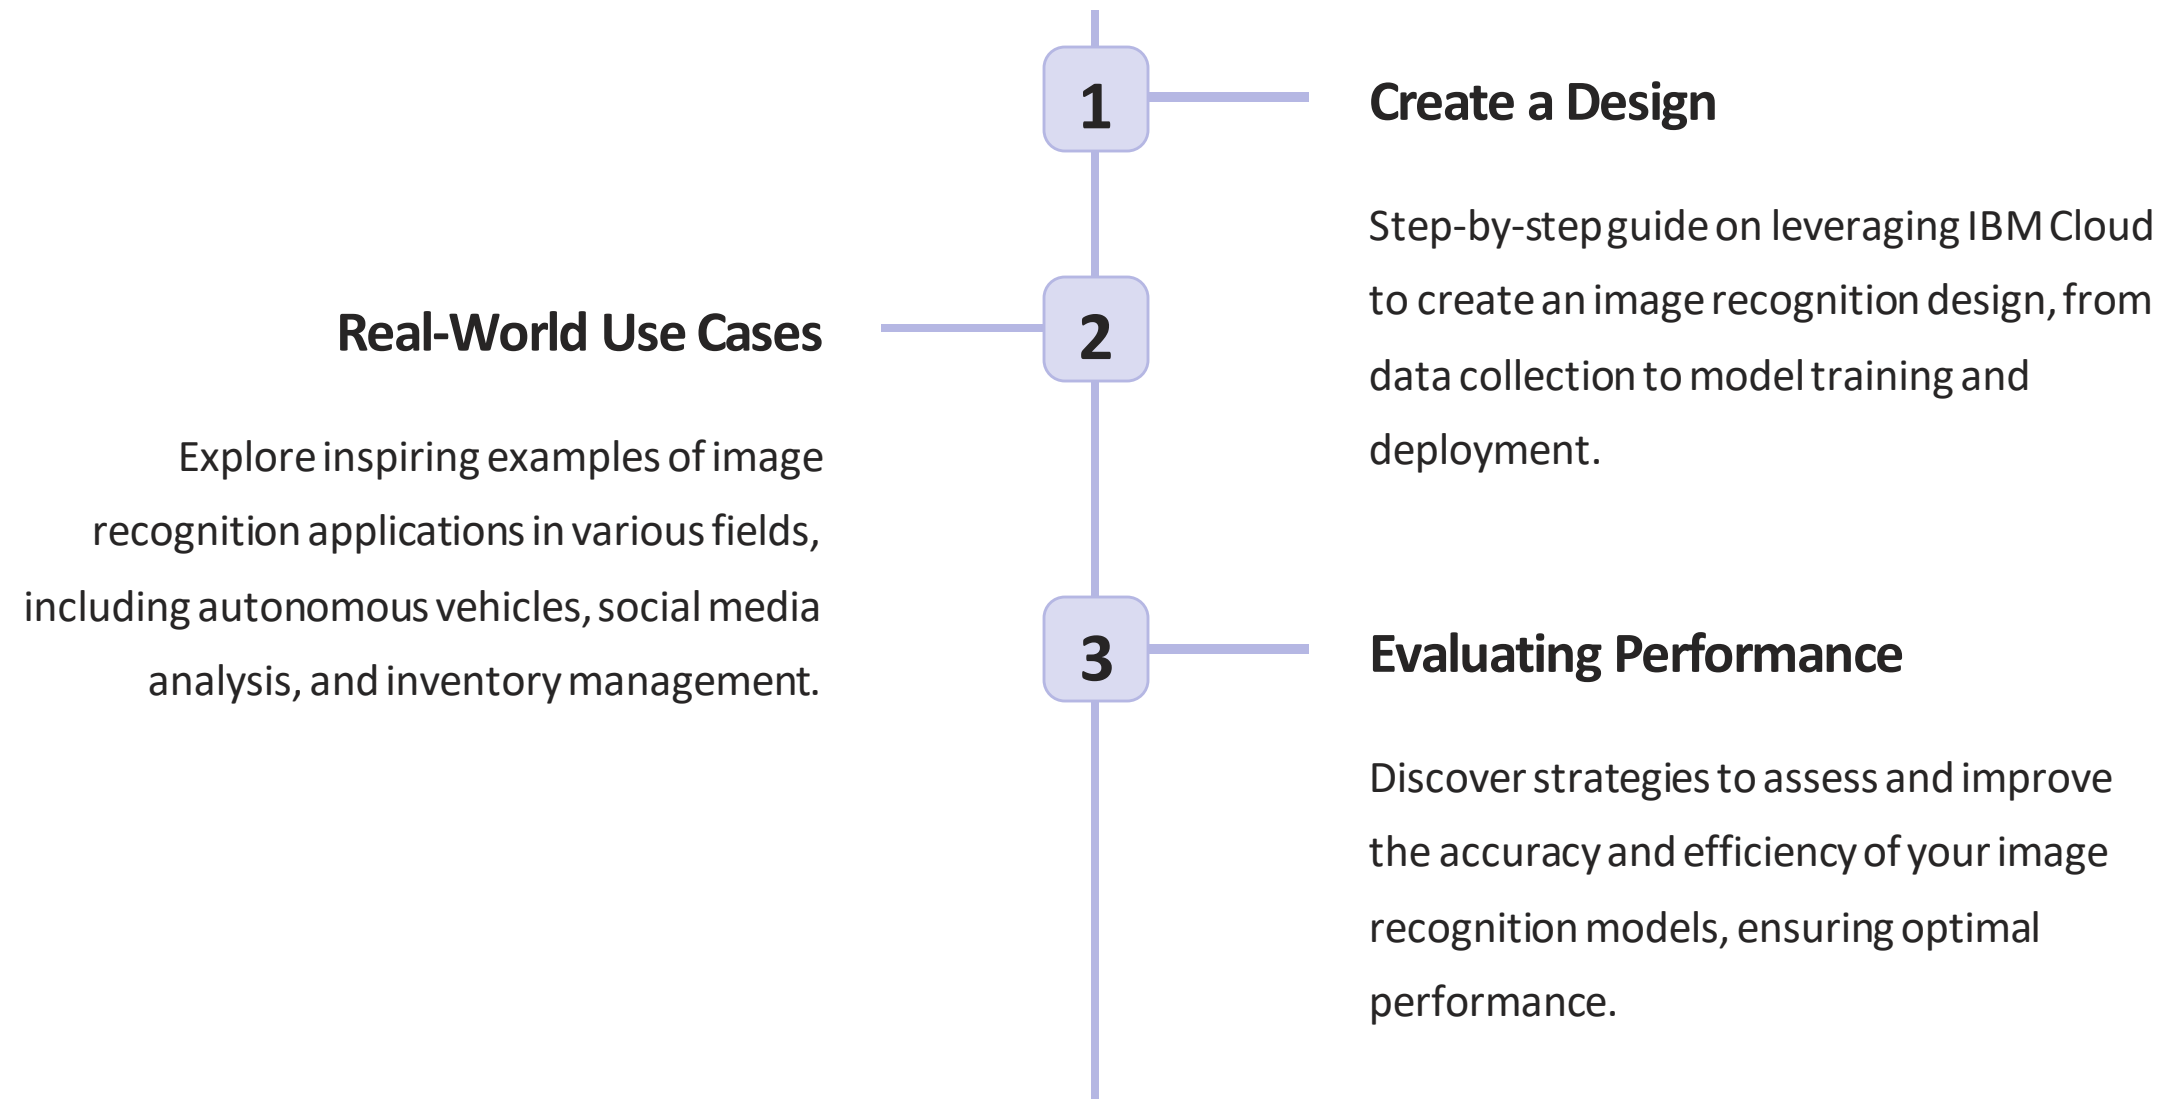 1
Create a Design
Step-by-step guide on leveraging IBM Cloud
to create an image recognition design, from
data collection to model training and
deployment.
2
Real-World Use Cases
Explore inspiring examples of image
recognition applications in various fields,
including autonomous vehicles, social media
analysis, and inventory management.
3
Evaluating Performance
Discover strategies to assess and improve
the accuracy and efficiency of your image
recognition models, ensuring optimal
performance.